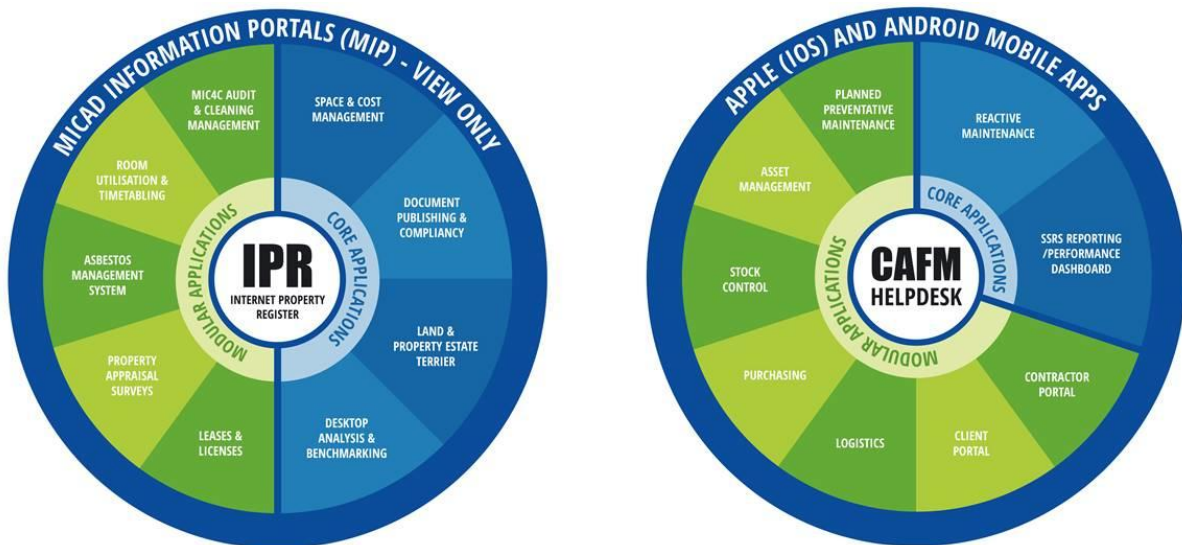 MICAD INFORMATION PORTALS (MIP) - VIEW ONLY
MIC4C AUDIT
& CLEANING
MANAGEMENT
SPACE & COST
MANAGEMENT
ROOM
UTILISATION &
TIMETABLING
DOCUMENT
PUBLISHING &
COMPLIANCY
ASBESTOS
MANAGEMENT
SYSTEM
MODULAR APPLICATIONS
IPR
INTERNET PROPERTY
REGISTER
CORE APPLICATIONS
LAND &
PROPERTY ESTATE
TERRIER
PROPERTY
APPRAISAL
SURVEYS
LEASES &
LICENSES
DESKTOP
ANALYSIS &
BENCHMARKING
APPLE (IOS) AND ANDROID MOBILE APPS
PLANNED
PREVENTATIVE
MAINTENANCE
REACTIVE
MAINTENANCE
ASSET
MANAGEMENT
SSRS REPORTING
/PERFORMANCE
DASHBOARD
STOCK
CONTROL
MODULAR APPLICATIONS
CAFM
HELPDESK
CORE APPLICATIONS
PURCHASING
CONTRACTOR
PORTAL
LOGISTICS
CLIENT
PORTAL